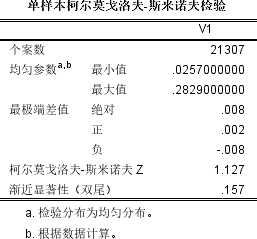 单样本柯尔莫戈洛夫-斯米诺夫检验
V1
个案数 21307
均匀参数a,b 最小值 .0257000000
最大值 .2829000000
最极端差值 绝对 .008
正 .002
负 -.008
柯尔莫戈洛夫-斯米诺夫 Z 1.127
渐近显著性（双尾） .157
a. 检验分布为均匀分布。
b. 根据数据计算。